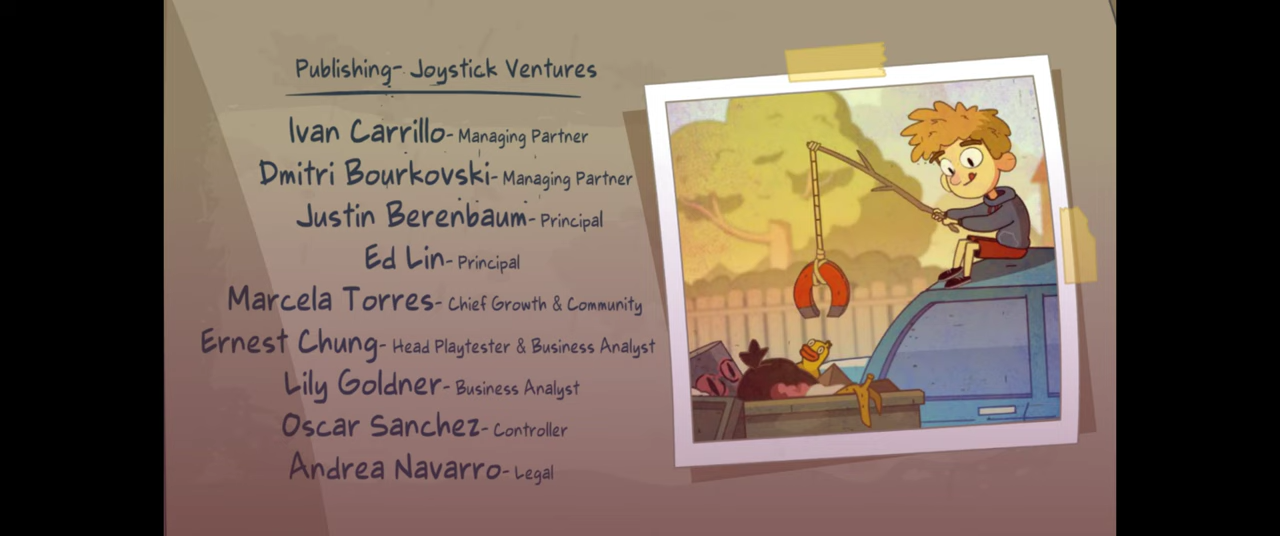 Publishing- Joystick Ventures
Ivan Carrillo- Managing Partner
Dmitri Bourkovski- Managing Partner
Justin Berenbaum- Principal
Ed Lin- Principal
Marcela Torres- Chief Growth & Community
Ernest Chung- Head Playtester & Business Analyst
Lily Goldner- Business Analyst
Oscar Sanchez- Controller
Andrea Navarro- Legal